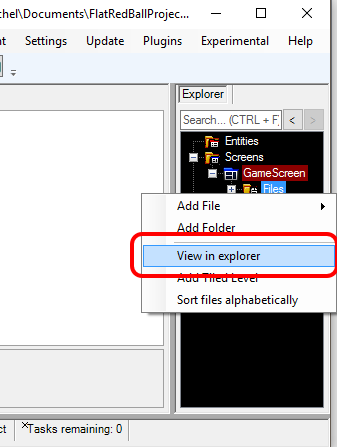 chel\Documents\FlatRedBallProjec...
nt Settings Update Plugins Experimental Help
Explorer
Search... (CTRL + F)
< >
Entities
Screens
GameScreen
Files
Add File
Add Folder
View in explorer
Add Tiled Level
Sort files alphabetically
ct Tasks remaining: 0